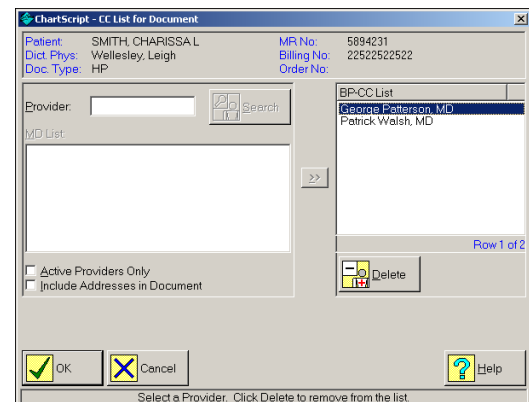 ChartScript - CC List for Document
Patient: SMITH, CHARISSA L MR No: 5894231
Dict. Phys: Wellesley, Leigh Billing No: 22522522522
Doc. Type: HP Order No:
Provider: Search
MD List:
BP-CC List
George Patterson, MD
Patrick Walsh, MD
>>
Row 1 of 2
Active Providers Only
Include Addresses in Document
Delete
OK Cancel Help
Select a Provider. Click Delete to remove from the list.